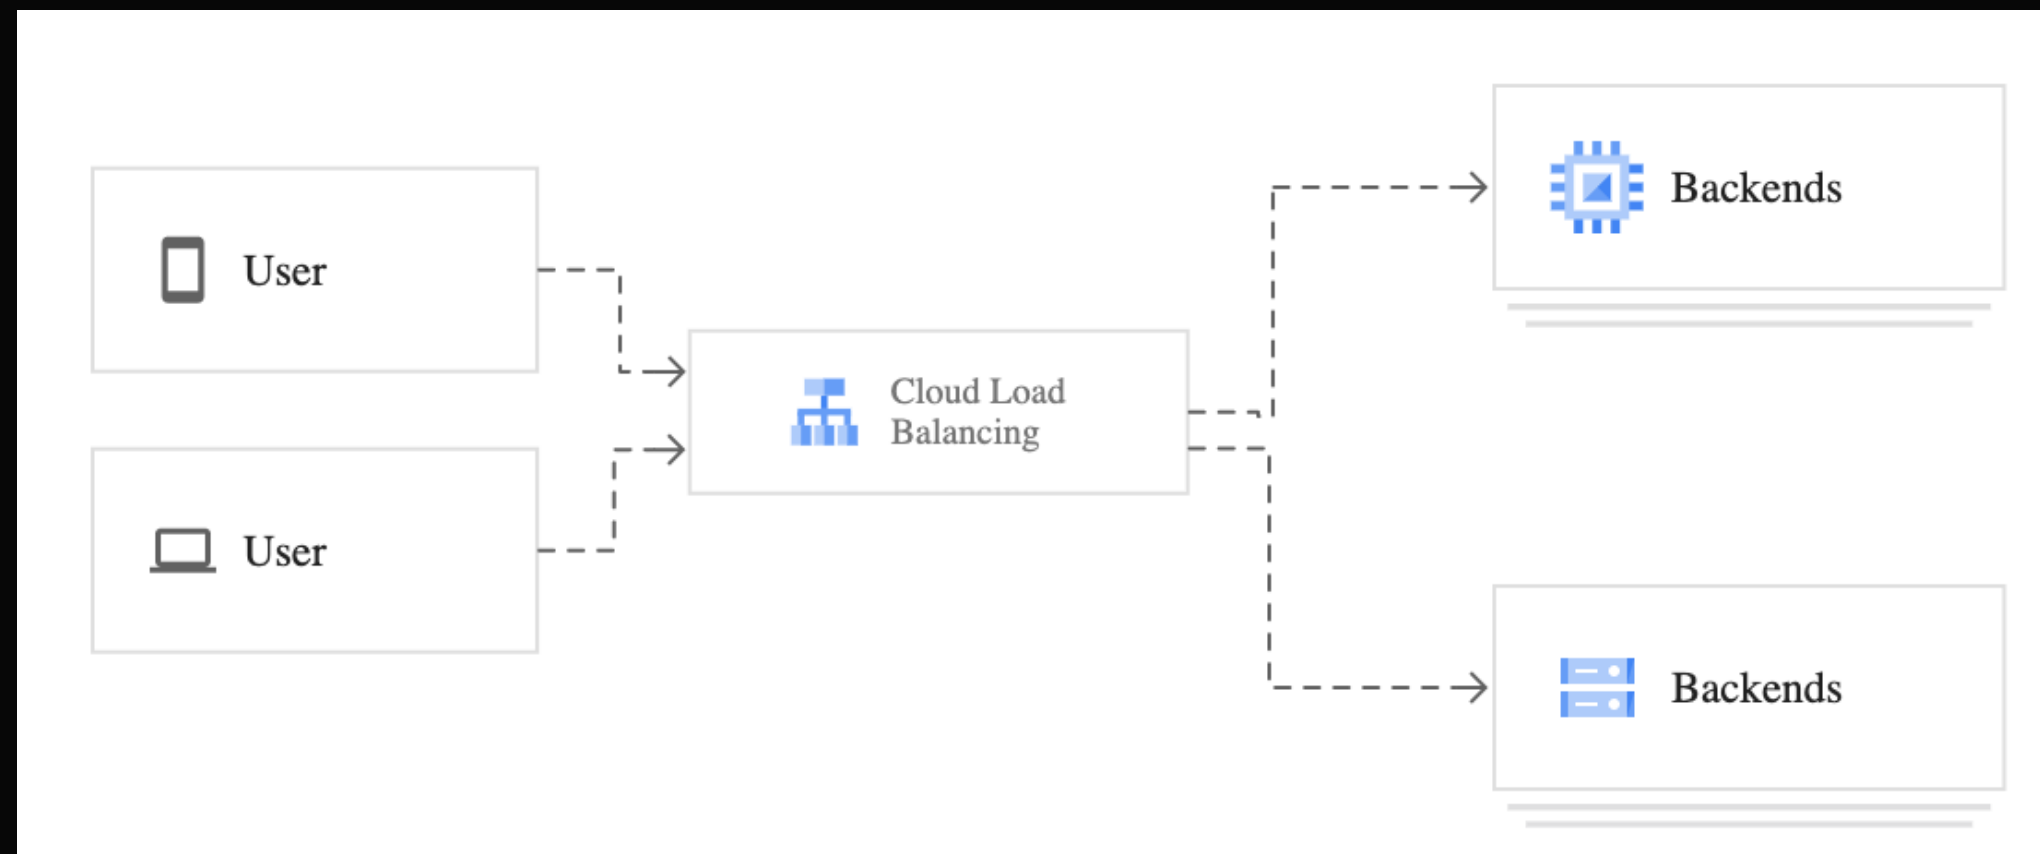 User
User
Cloud Load
Balancing
Backends
Backends